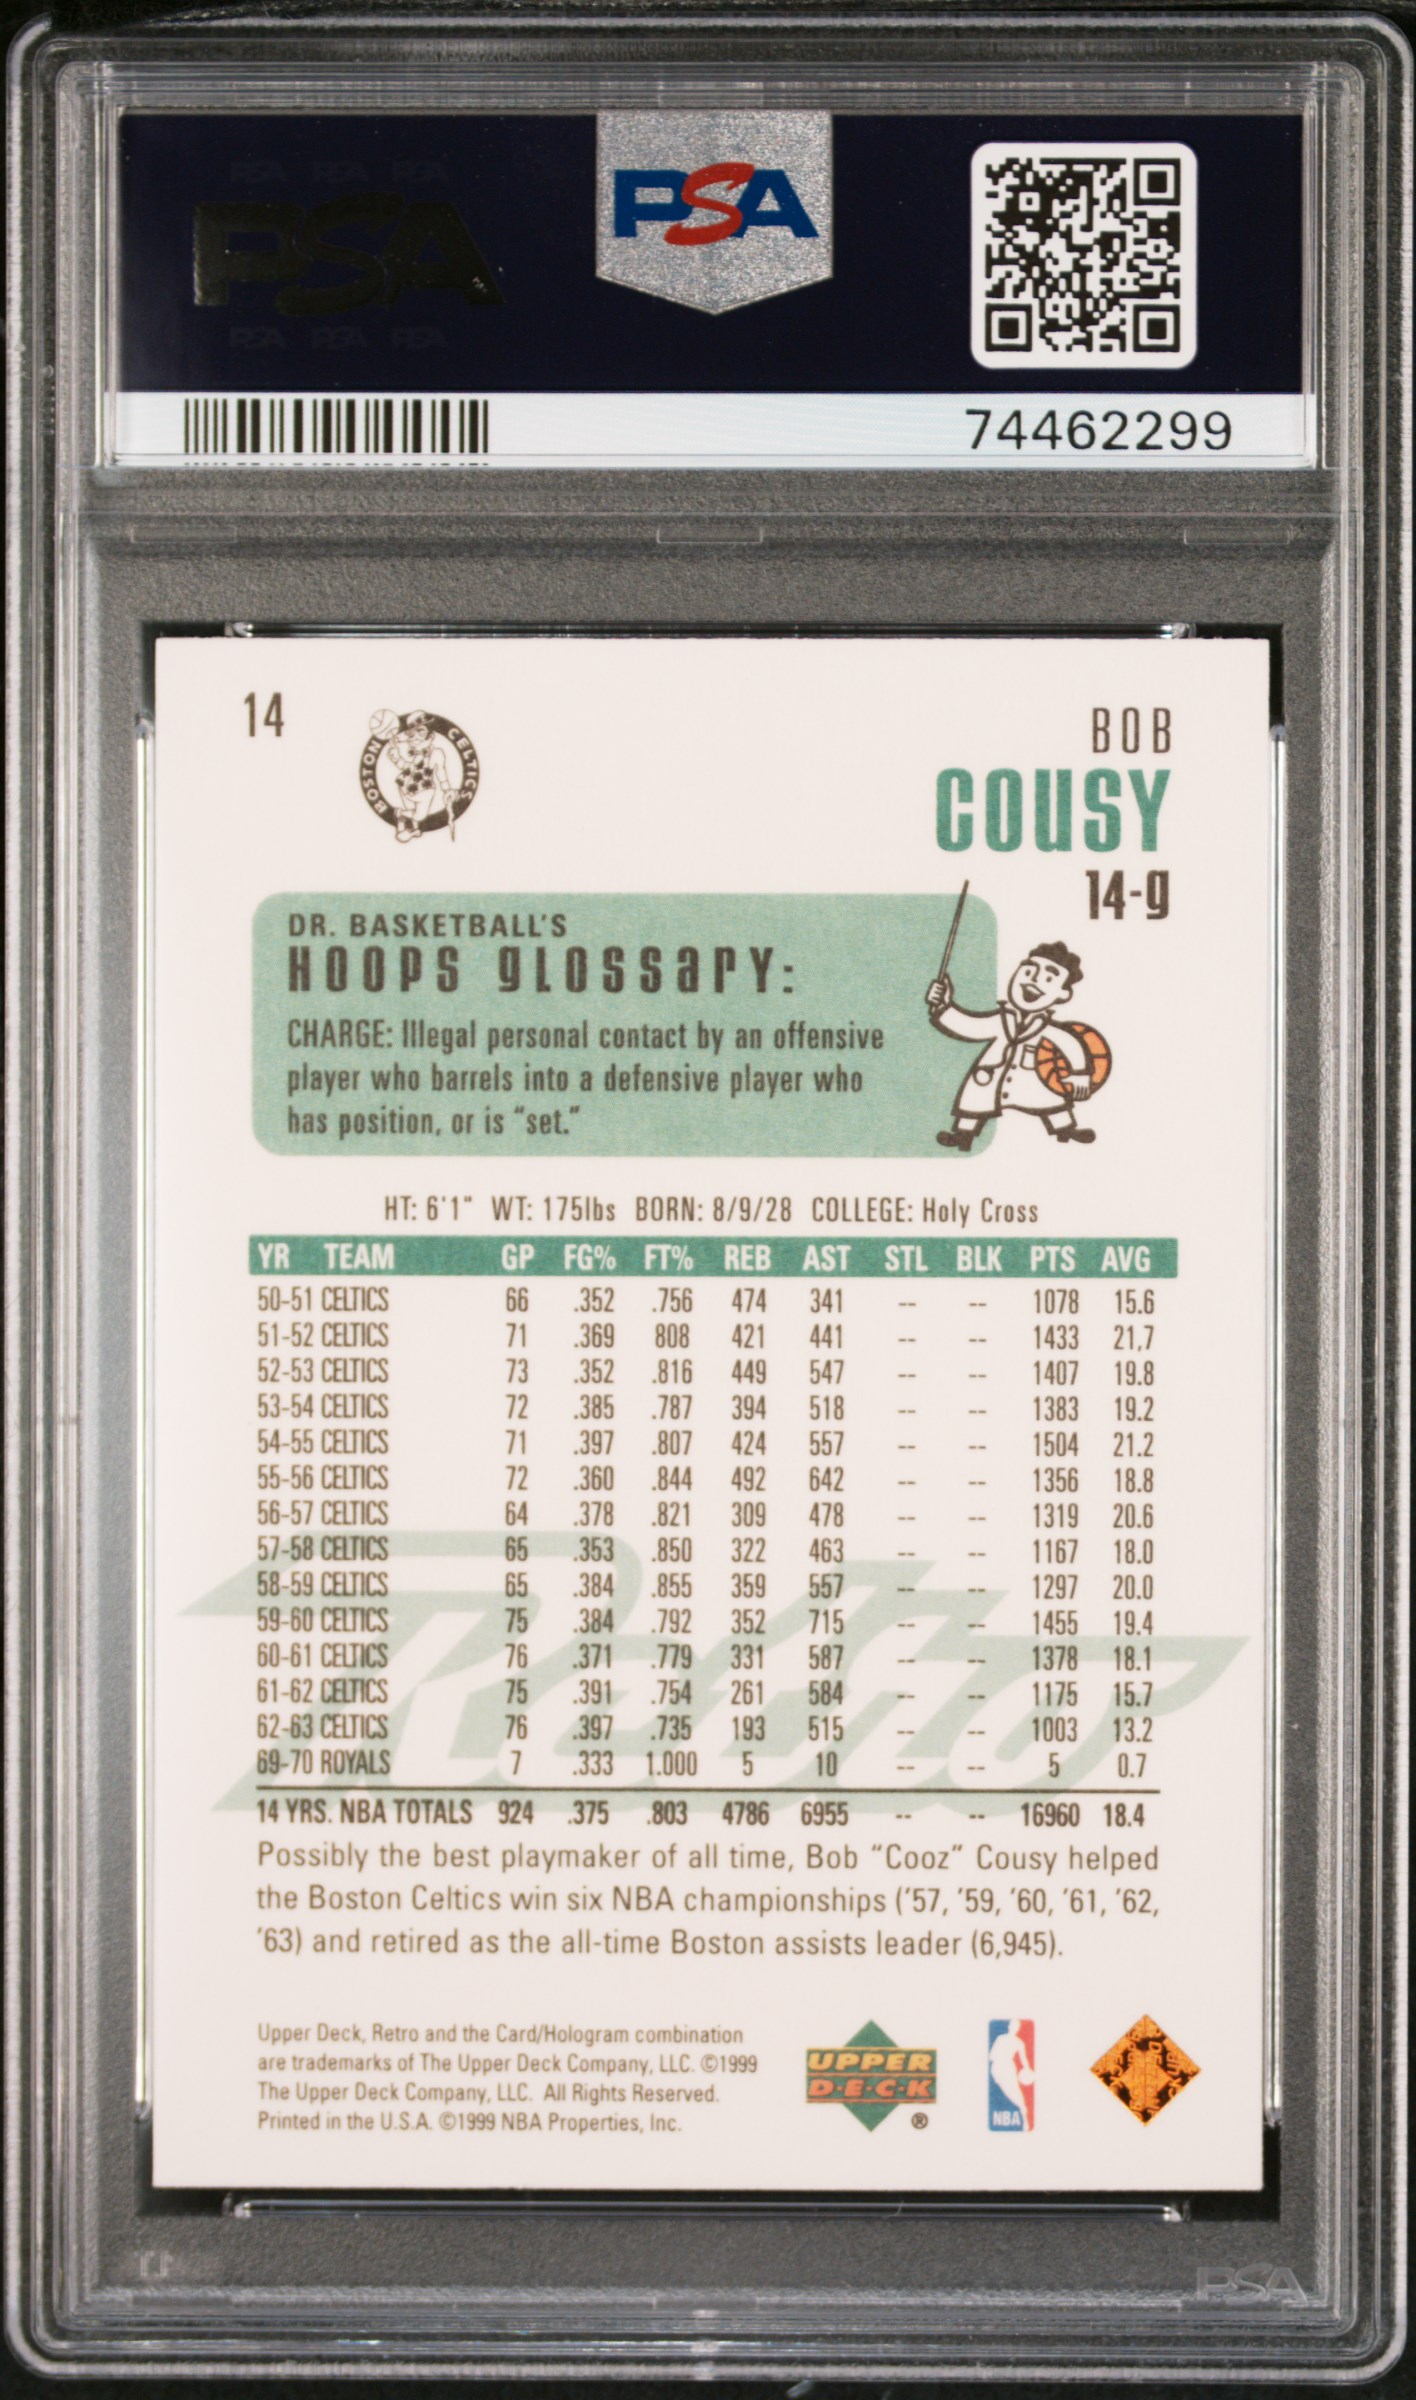 PSA
PSA
74462299
14
BOSTON CELTICS
BOB
COUSY
14-g
DR. BASKETBALL'S
HOOPS GLOSSARY:
CHARGE: Illegal personal contact by an offensive
player who barrels into a defensive player who
has position, or is "set."
HT: 6'1" WT: 175lbs BORN: 8/9/28 COLLEGE: Holy Cross
YR TEAM GP FG% FT% REB AST STL BLK PTS AVG
50-51 CELTICS 66 .352 .756 474 341 -- -- 1078 15.6
51-52 CELTICS 71 .369 808 421 441 -- -- 1433 21,7
52-53 CELTICS 73 .352 .816 449 547 -- -- 1407 19.8
53-54 CELTICS 72 .385 .787 394 518 -- -- 1383 19.2
54-55 CELTICS 71 .397 .807 424 557 -- -- 1504 21.2
55-56 CELTICS 72 .360 .844 492 642 -- -- 1356 18.8
56-57 CELTICS 64 .378 .821 309 478 -- -- 1319 20.6
57-58 CELTICS 65 .353 .850 322 463 -- -- 1167 18.0
58-59 CELTICS 65 .384 .855 359 557 -- -- 1297 20.0
59-60 CELTICS 75 .384 .792 352 715 -- -- 1455 19.4
60-61 CELTICS 76 .371 .779 331 587 -- -- 1378 18.1
61-62 CELTICS 75 .391 .754 261 584 -- -- 1175 15.7
62-63 CELTICS 76 .397 .735 193 515 -- -- 1003 13.2
69-70 ROYALS 7 .333 1.000 5 10 -- -- 5 0.7
14 YRS. NBA TOTALS 924 .375 .803 4786 6955 -- -- 16960 18.4
Retro
Possibly the best playmaker of all time, Bob "Cooz" Cousy helped
the Boston Celtics win six NBA championships ('57, '59, '60, '61, '62,
'63) and retired as the all-time Boston assists leader (6,945).
Upper Deck, Retro and the Card/Hologram combination
are trademarks of The Upper Deck Company, LLC. ©1999
The Upper Deck Company, LLC. All Rights Reserved.
Printed in the U.S.A. ©1999 NBA Properties, Inc.
UPPER
D·E·C·K
®
NBA
PSA